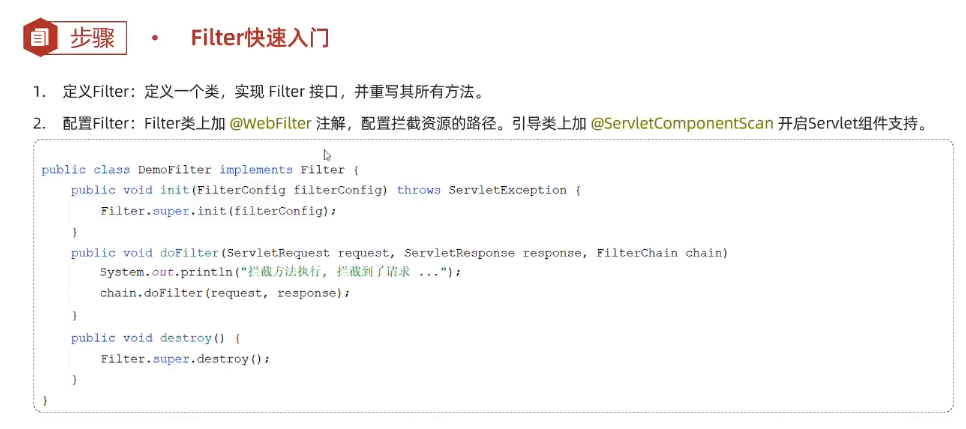 步骤 · Filter快速入门
1. 定义Filter：定义一个类，实现 Filter 接口，并重写其所有方法。
2. 配置Filter：Filter类上加 @WebFilter 注解，配置拦截资源的路径。引导类上加 @ServletComponentScan 开启Servlet组件支持。
public class DemoFilter implements Filter {
public void init(FilterConfig filterConfig) throws ServletException {
Filter.super.init(filterConfig);
}
public void doFilter(ServletRequest request, ServletResponse response, FilterChain chain)
System.out.println("拦截方法执行, 拦截到了请求 ...");
chain.doFilter(request, response);
}
public void destroy() {
Filter.super.destroy();
}
}